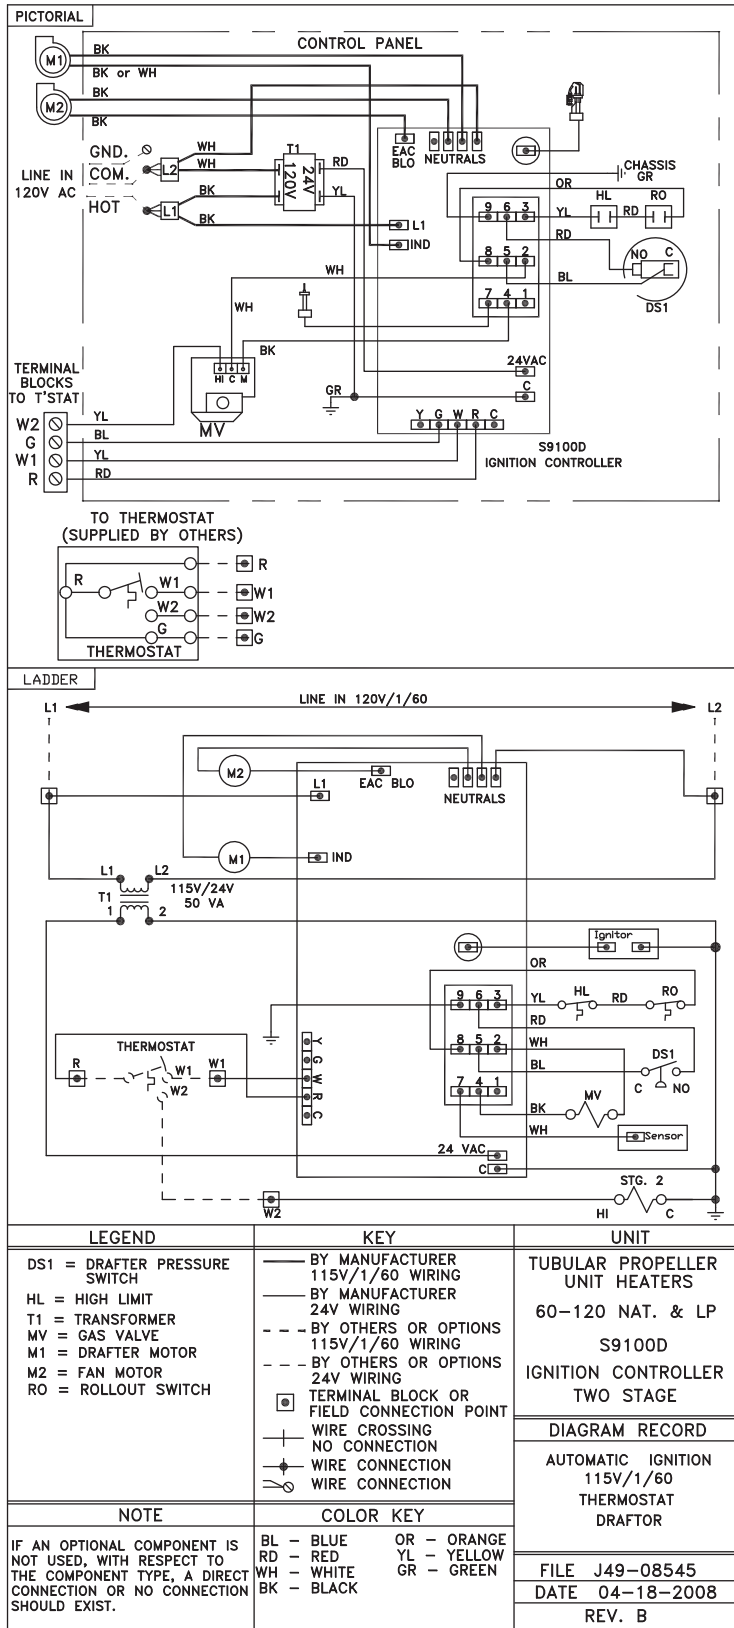 PICTORIAL
CONTROL PANEL
M1
BK
BK or WH
M2
BK
BK
GND.
COM.
HOT
LINE IN
120V AC
L2
L1
WH
WH
BK
BK
T1
120V
24V
RD
YL
EAC
BLO
NEUTRALS
L1
IND
CHASSIS
GR
OR
HL
RO
YL
RD
RD
9 6 3
8 5 2
7 4 1
NO
C
DS1
BL
WH
WH
BK
HI C M
MV
GR
24VAC
C
Y G W R C
S9100D
IGNITION CONTROLLER
TERMINAL
BLOCKS
TO T'STAT
W2
G
W1
R
YL
BL
YL
RD
TO THERMOSTAT
(SUPPLIED BY OTHERS)
R
W1
W2
G
THERMOSTAT
R
W1
W2
G
LADDER
L1
LINE IN 120V/1/60
L2
M2
EAC BLO
NEUTRALS
L1
M1
IND
L1
L2
T1
115V/24V
50 VA
1
2
Ignitor
OR
9 6 3
YL
HL
RD
RO
RD
8 5 2
WH
BL
DS1
C
NO
7 4 1
MV
BK
WH
Sensor
THERMOSTAT
R
W1
W2
W1
Y
G
W
R
C
24 VAC
C
W2
STG. 2
HI
C
LEGEND
DS1 = DRAFTER PRESSURE
SWITCH
HL = HIGH LIMIT
T1 = TRANSFORMER
MV = GAS VALVE
M1 = DRAFTER MOTOR
M2 = FAN MOTOR
RO = ROLLOUT SWITCH
KEY
BY MANUFACTURER
115V/1/60 WIRING
BY MANUFACTURER
24V WIRING
BY OTHERS OR OPTIONS
115V/1/60 WIRING
BY OTHERS OR OPTIONS
24V WIRING
TERMINAL BLOCK OR
FIELD CONNECTION POINT
WIRE CROSSING
NO CONNECTION
WIRE CONNECTION
WIRE CONNECTION
UNIT
TUBULAR PROPELLER
UNIT HEATERS
60-120 NAT. & LP
S9100D
IGNITION CONTROLLER
TWO STAGE
DIAGRAM RECORD
AUTOMATIC IGNITION
115V/1/60
THERMOSTAT
DRAFTOR
NOTE
IF AN OPTIONAL COMPONENT IS
NOT USED, WITH RESPECT TO
THE COMPONENT TYPE, A DIRECT
CONNECTION OR NO CONNECTION
SHOULD EXIST.
COLOR KEY
BL - BLUE
RD - RED
WH - WHITE
BK - BLACK
OR - ORANGE
YL - YELLOW
GR - GREEN
FILE J49-08545
DATE 04-18-2008
REV. B